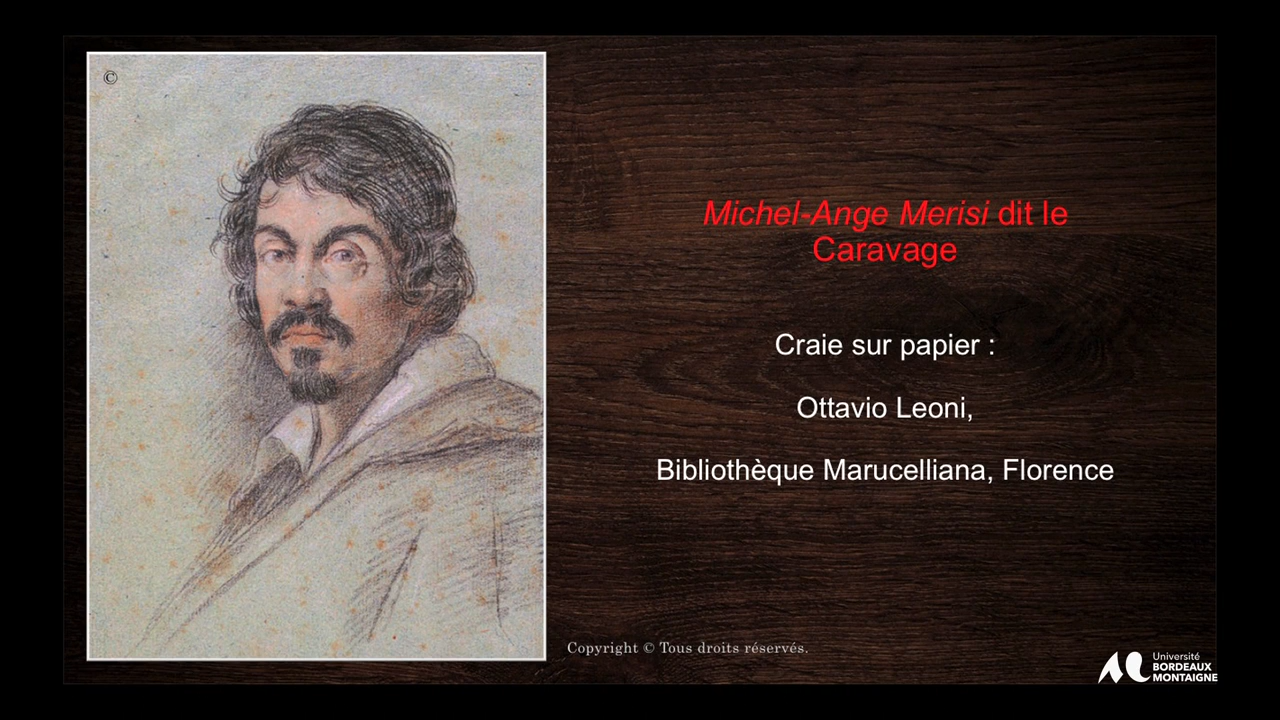 ©
Michel-Ange Merisi dit le
Caravage
Craie sur papier :
Ottavio Leoni,
Bibliothèque Marucelliana, Florence
Copyright © Tous droits réservés.
Université
BORDEAUX
MONTAIGNE